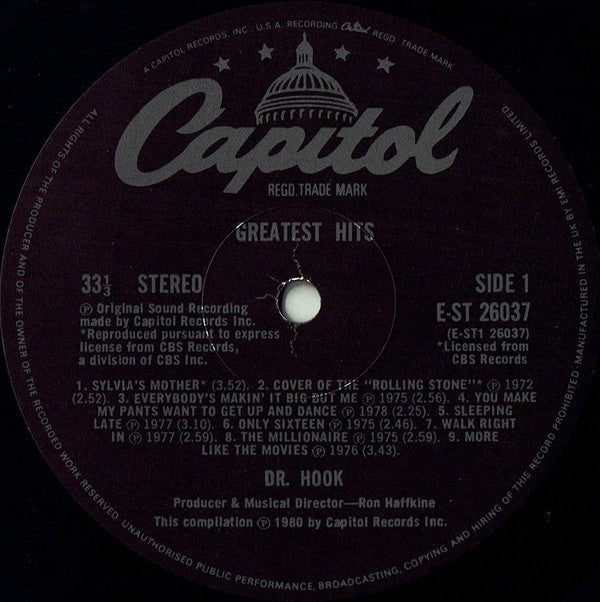 A CAPITOL RECORDS, INC., U.S.A. RECORDING Capitol REGD. TRADE MARK
Capitol
REGD. TRADE MARK
GREATEST HITS
33⅓ STEREO
SIDE 1
Ⓟ Original Sound Recording
made by Capitol Records Inc.
*Reproduced pursuant to express
license from CBS Records,
a division of CBS Inc.
E-ST 26037
(E-ST1 26037)
*Licensed from
CBS Records
1. SYLVIA'S MOTHER* (3.52). 2. COVER OF THE "ROLLING STONE"* Ⓟ 1972
(2.52). 3. EVERYBODY'S MAKIN' IT BIG BUT ME Ⓟ 1975 (2.56). 4. YOU MAKE
MY PANTS WANT TO GET UP AND DANCE Ⓟ 1978 (2.25). 5. SLEEPING
LATE Ⓟ 1977 (3.10). 6. ONLY SIXTEEN Ⓟ 1975 (2.46). 7. WALK RIGHT
IN Ⓟ 1977 (2.59). 8. THE MILLIONAIRE Ⓟ 1975 (2.59). 9. MORE
LIKE THE MOVIES Ⓟ 1976 (3.43).
DR. HOOK
Producer & Musical Director—Ron Haffkine
This compilation Ⓟ 1980 by Capitol Records Inc.
ALL RIGHTS OF THE PRODUCER AND OF THE OWNER OF THE RECORDED WORK RESERVED. UNAUTHORISED PUBLIC PERFORMANCE, BROADCASTING, COPYING AND HIRING OF THIS RECORD PROHIBITED. MANUFACTURED IN THE UK BY EMI RECORDS LIMITED